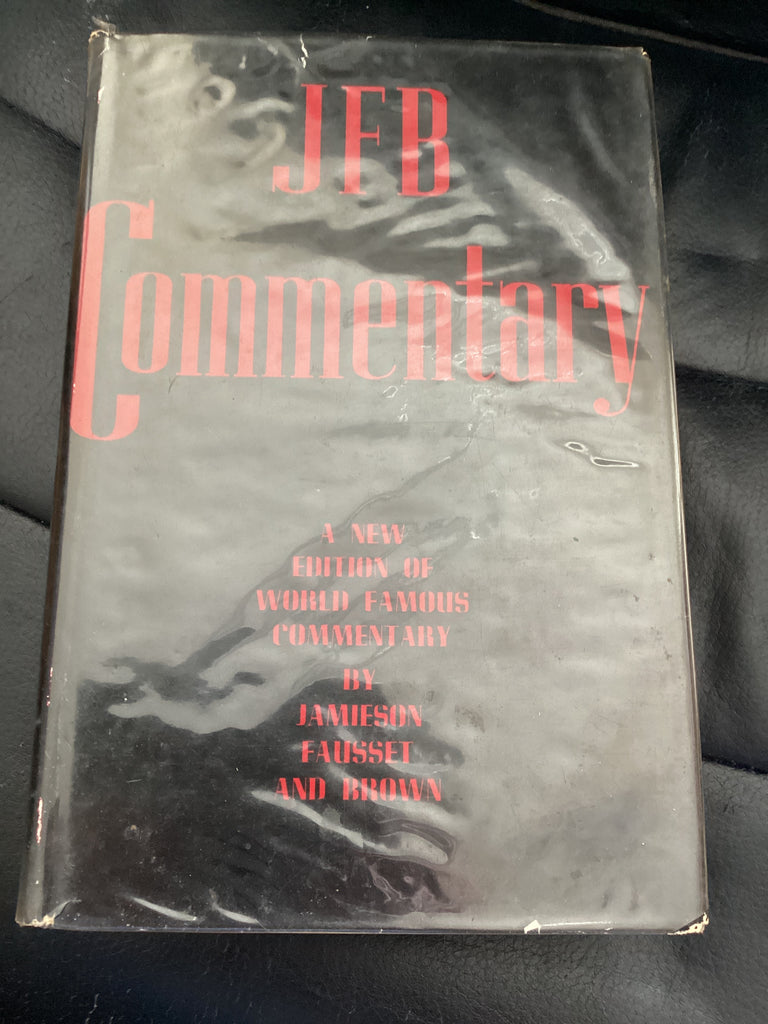 JFB
Commentary
A NEW
EDITION OF
WORLD FAMOUS
COMMENTARY
BY
JAMIESON
FAUSSET
AND BROWN